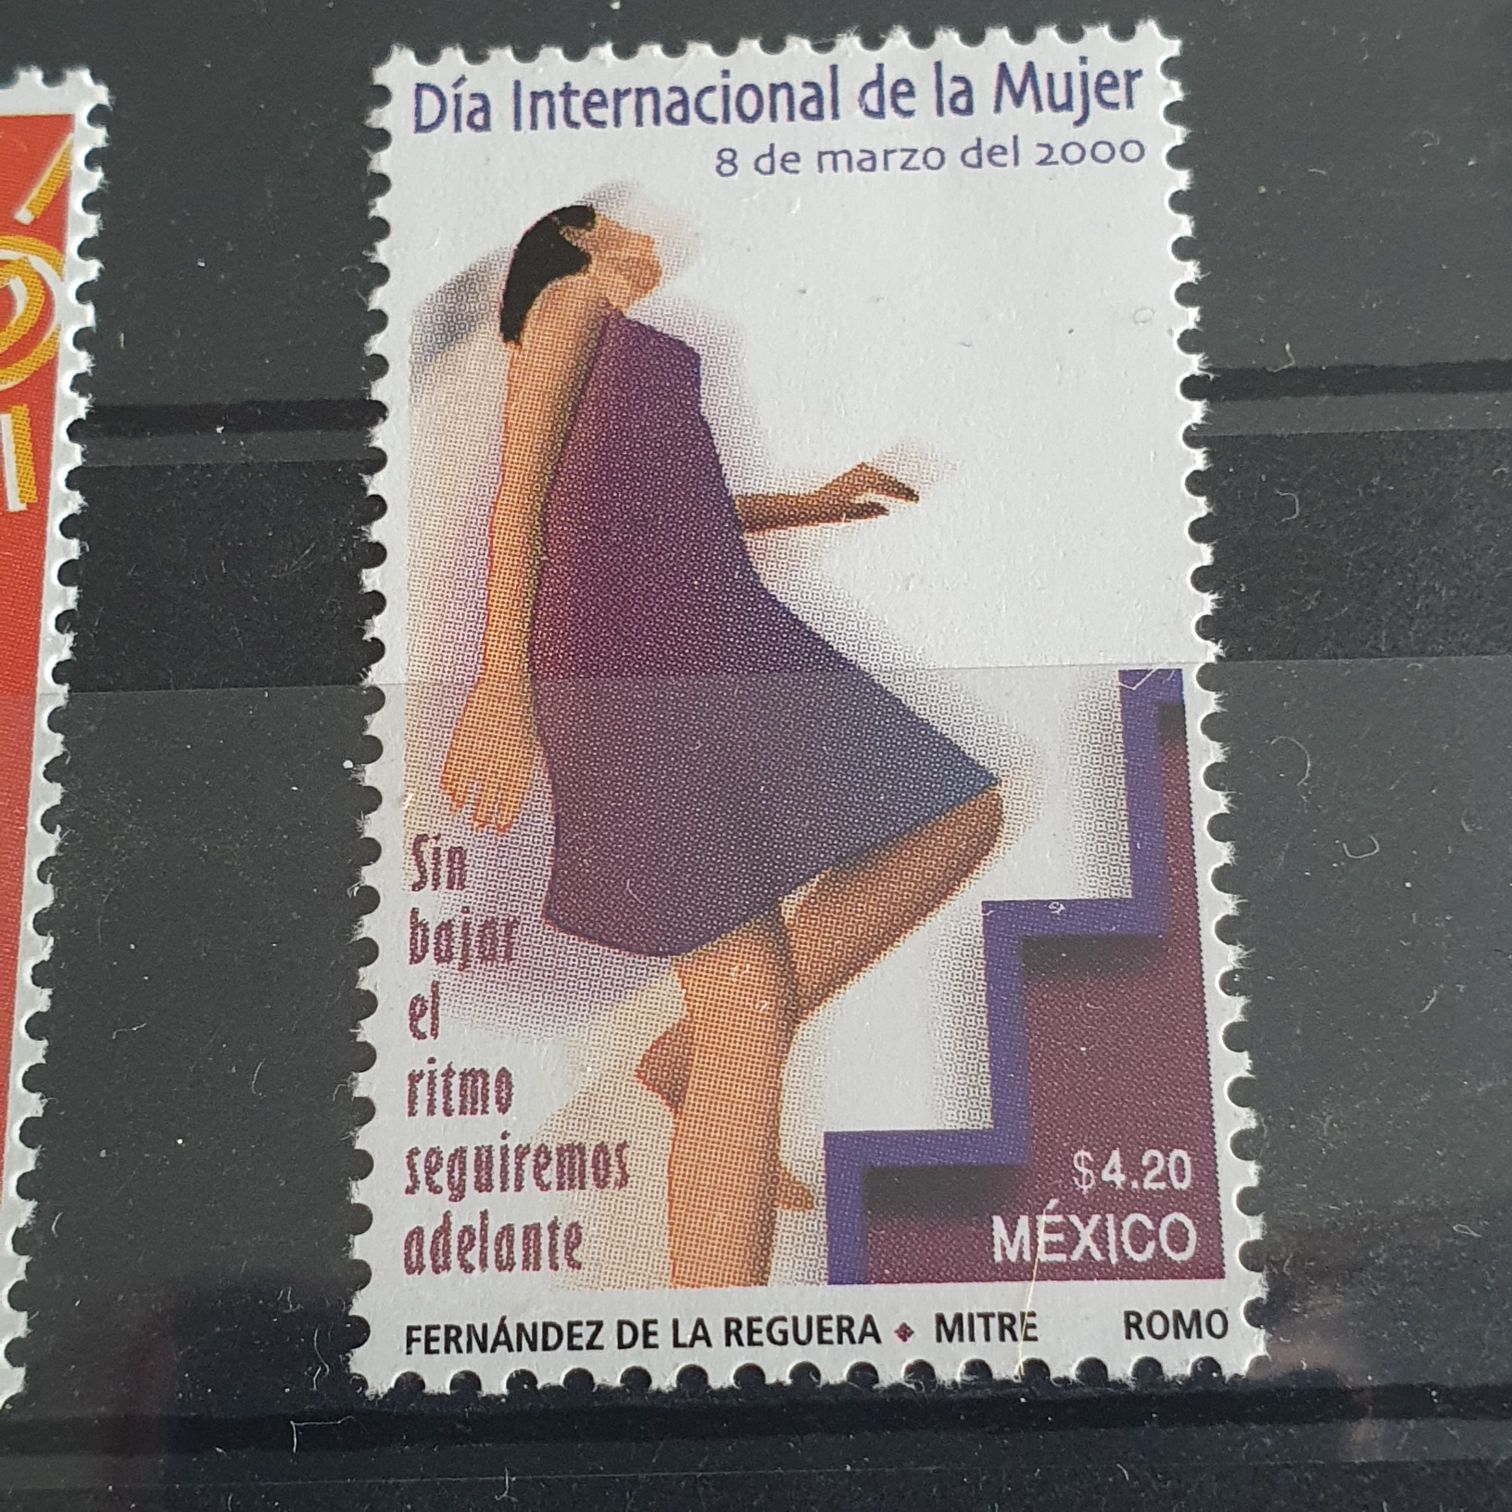 Día Internacional de la Mujer
8 de marzo del 2000
Sin
bajar
el
ritmo
seguiremos
adelante
$4.20
MÉXICO
FERNÁNDEZ DE LA REGUERA ◆ MITRE ROMO